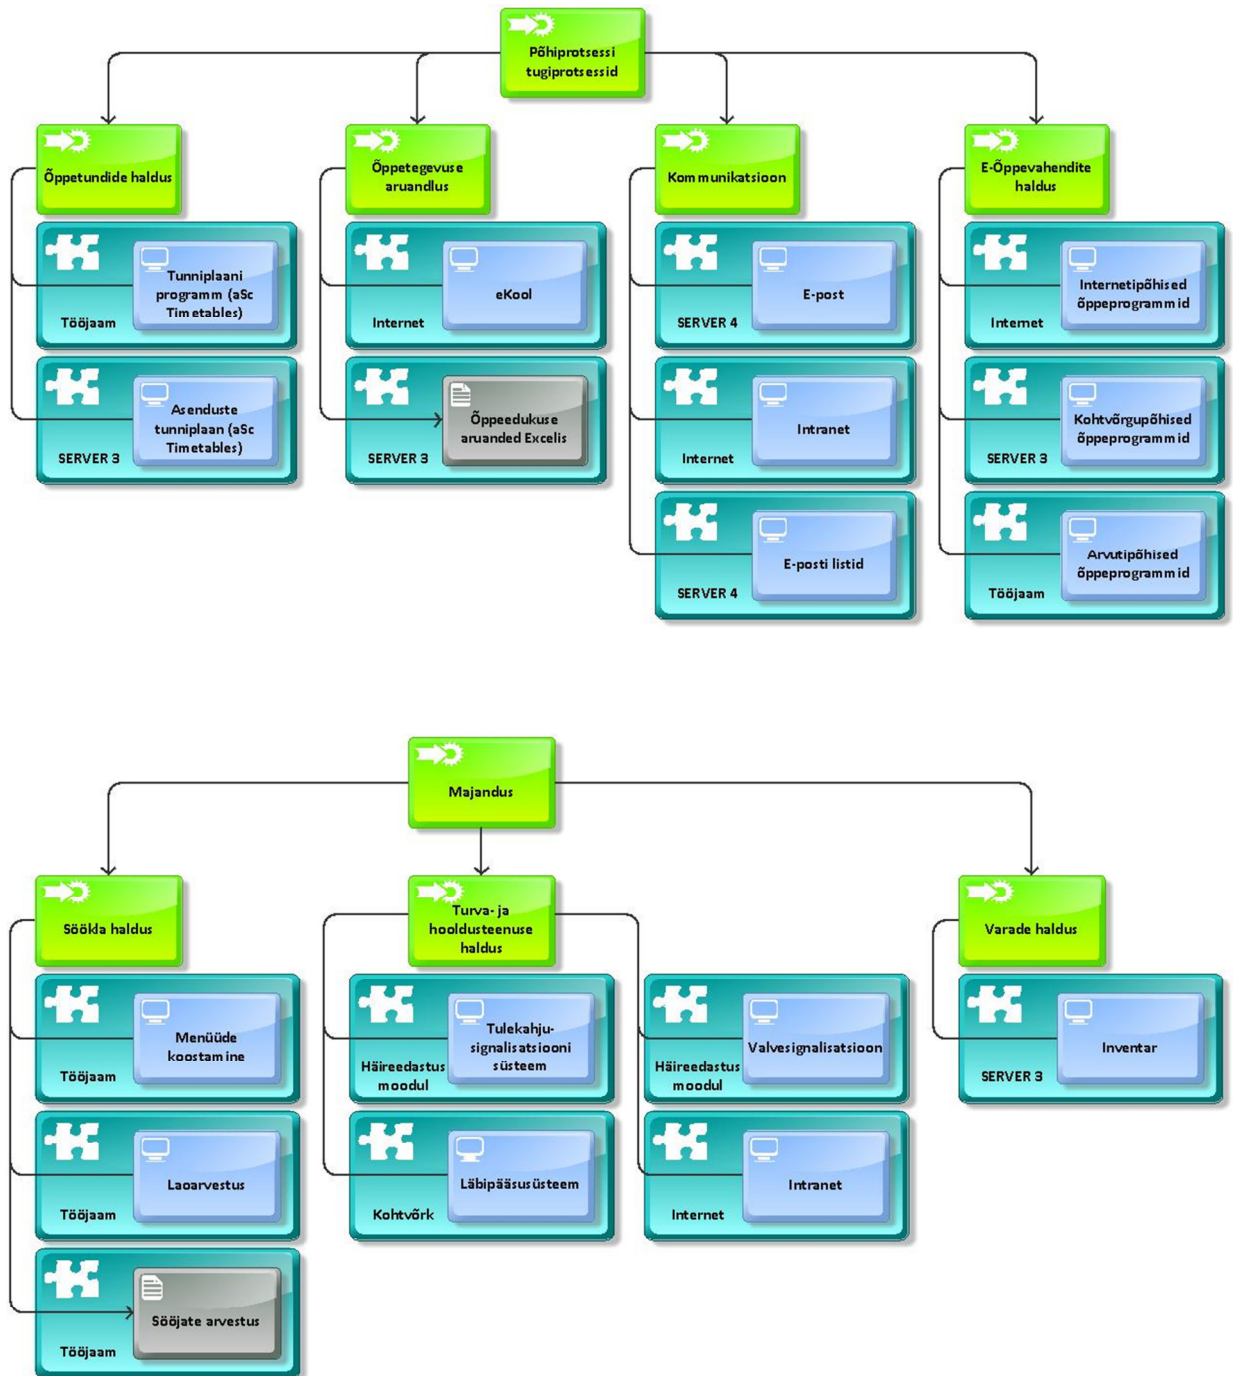 Põhiprotsessi
tugiprotsessid
Õppetundide haldus
Õppetegevuse
aruandlus
Kommunikatsioon
E-Õppevahendite
haldus
Tunniplaani
programm (aSc
Timetables)
Tööjaam
eKool
Internet
E-post
SERVER 4
Internetipõhised
õppeprogrammid
Internet
Asenduste
tunniplaan (aSc
Timetables)
SERVER 3
Õppeedukuse
aruanded Excelis
SERVER 3
Intranet
Internet
Kohtvõrgupõhised
õppeprogrammid
SERVER 3
E-posti listid
SERVER 4
Arvutipõhised
õppeprogrammid
Tööjaam
Majandus
Söökla haldus
Turva- ja
hooldusteenuse
haldus
Varade haldus
Menüüde
koostamine
Tööjaam
Tulekahju-
signalisatsiooni
süsteem
Häireedastus
moodul
Valvesignalisatsioon
Häireedastus
moodul
Inventar
SERVER 3
Laoarvestus
Tööjaam
Läbipääsusüsteem
Kohtvõrk
Intranet
Internet
Sööjate arvestus
Tööjaam